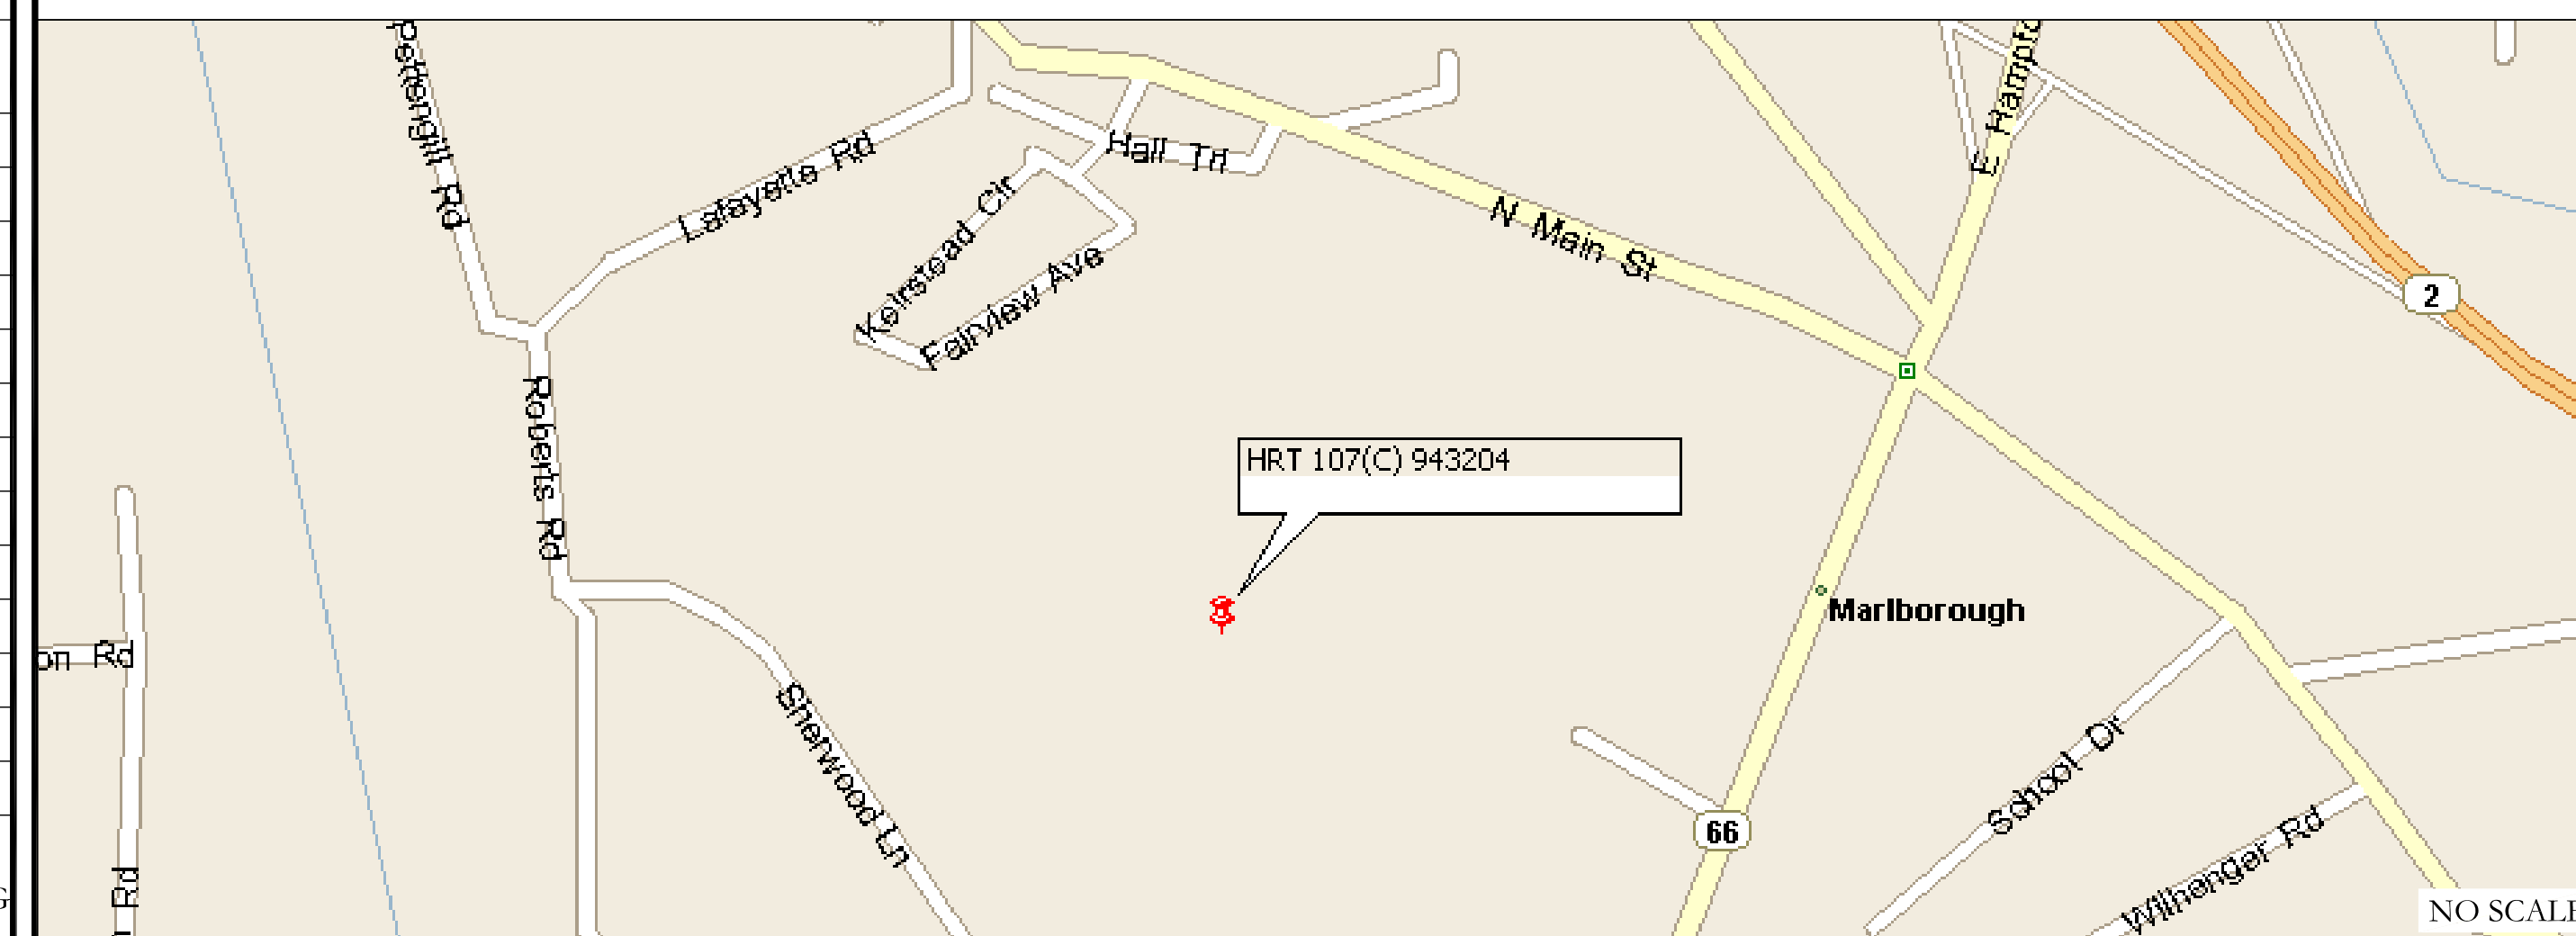 Pettengill Rd
Lafayette Rd
Hall Trl
Keirstead Cir
Fairview Ave
N Main St
E Hampto
2
Roberts Rd
HRT 107(C) 943204
Marlborough
on Rd
Sherwood Ln
66
School Dr
Wilhenger Rd
Rd
G
NO SCALE